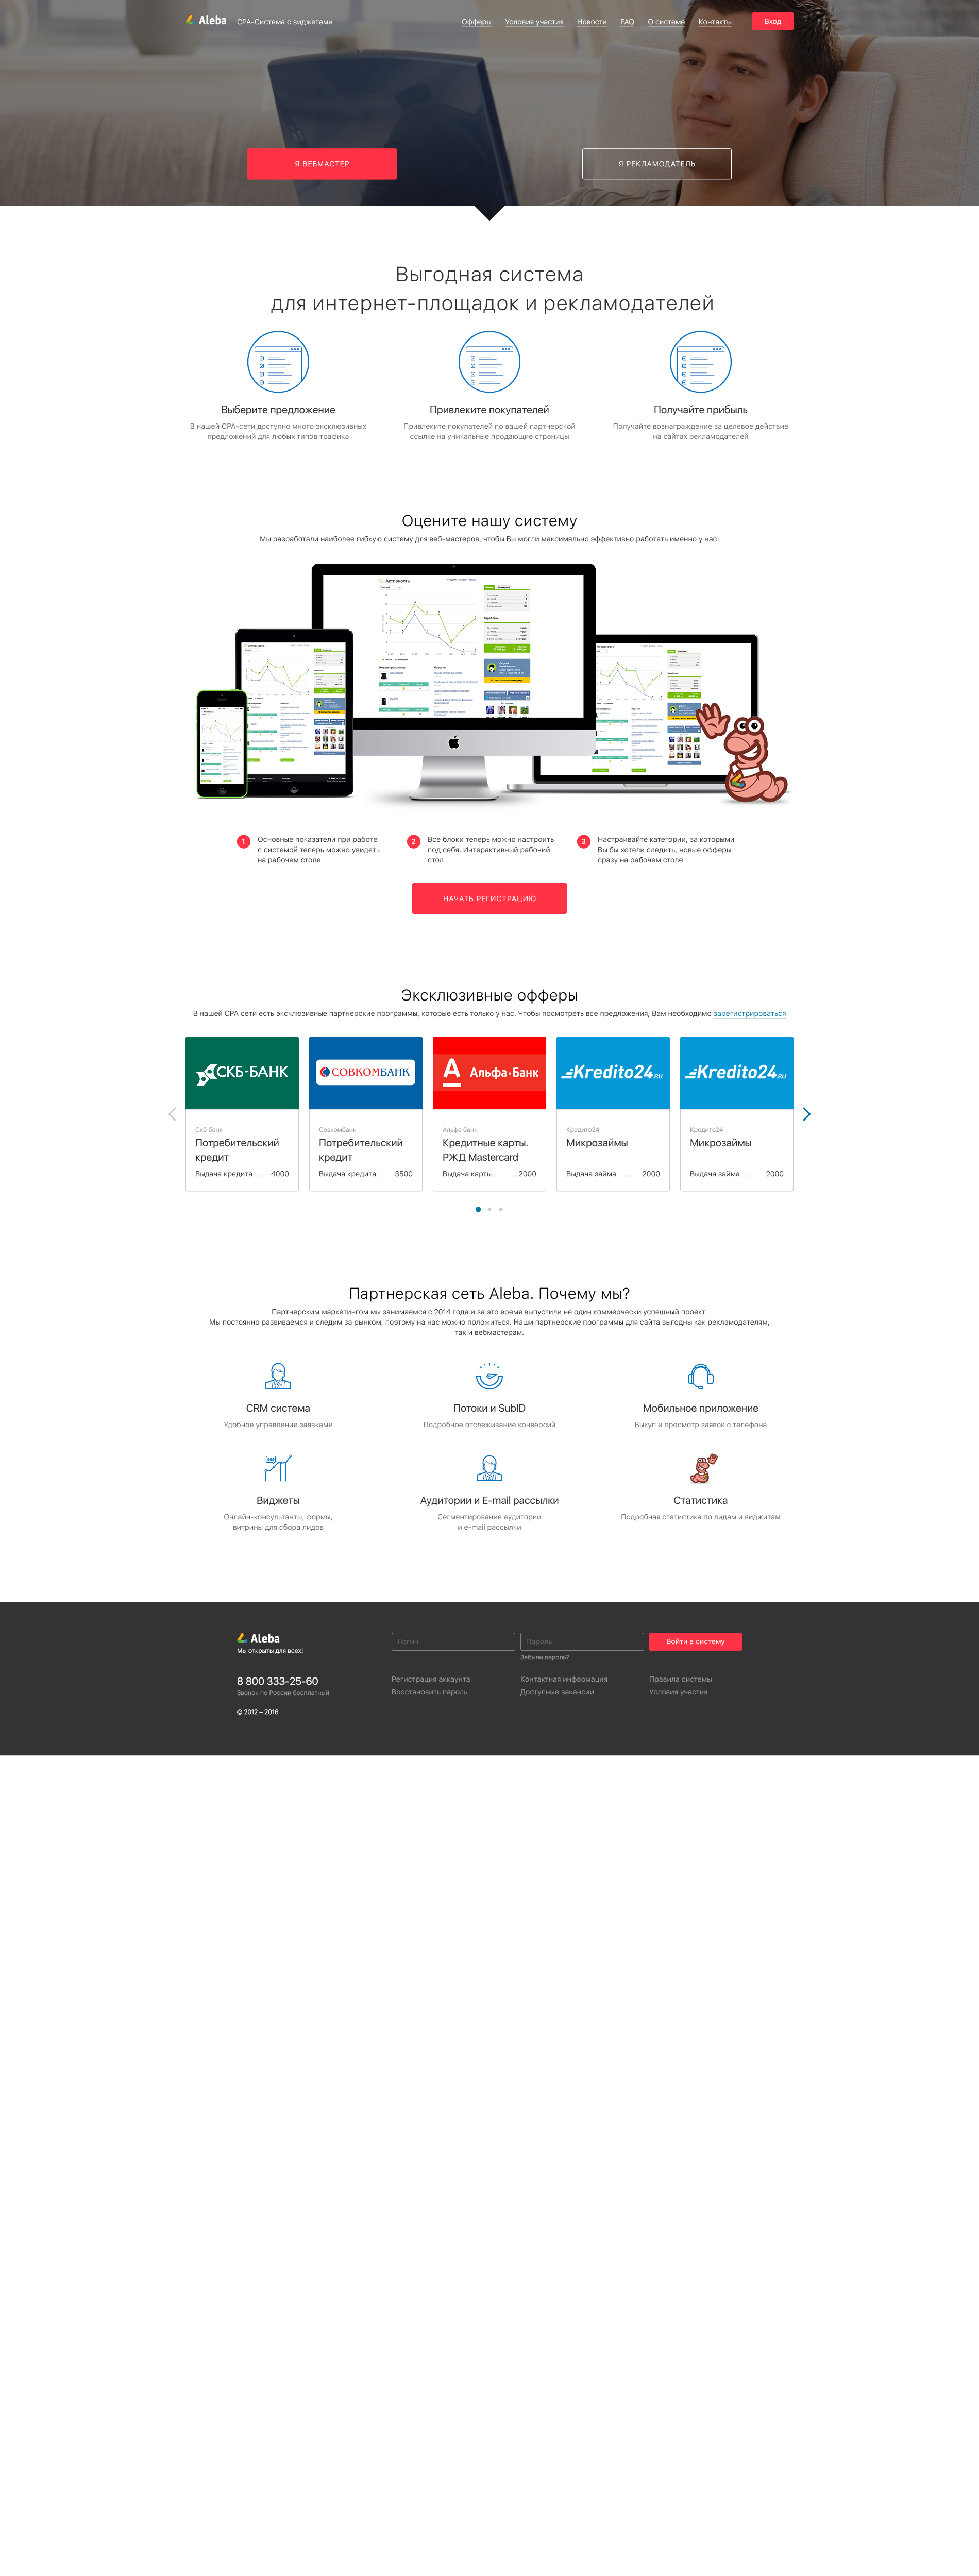 Aleba
CPA-Система с виджетами
Офферы
Условия участия
Новости
FAQ
О системе
Контакты
Вход
Я ВЕБМАСТЕР
Я РЕКЛАМОДАТЕЛЬ
Выгодная система
для интернет-площадок и рекламодателей
Выберите предложение
В нашей CPA-сети доступно много эксклюзивных
предложений для любых типов трафика
Привлеките покупателей
Привлеките покупателей по вашей партнерской
ссылке на уникальные продающие страницы
Получайте прибыль
Получайте вознаграждение за целевое действие
на сайтах рекламодателей
Оцените нашу систему
Мы разработали наиболее гибкую систему для веб-мастеров, чтобы Вы могли максимально эффективно работать именно у нас!
Активность
1
Основные показатели при работе
с системой теперь можно увидеть
на рабочем столе
2
Все блоки теперь можно настроить
под себя. Интерактивный рабочий
стол
3
Настраивайте категории, за которыми
Вы бы хотели следить, новые офферы
сразу на рабочем столе
НАЧАТЬ РЕГИСТРАЦИЮ
Эксклюзивные офферы
В нашей CPA сети есть эксклюзивные партнерские программы, которые есть только у нас. Чтобы посмотреть все предложения, Вам необходимо зарегистрироваться
СКБ-БАНК
Скб банк
Потребительский
кредит
Выдача кредита...... 4000
СОВКОМБАНК
Совкомбанк
Потребительский
кредит
Выдача кредита...... 3500
Альфа·Банк
Альфа банк
Кредитные карты.
РЖД Mastercard
Выдача карты.......... 2000
Kredito24.RU
Кредито24
Микрозаймы
Выдача займа........ 2000
Kredito24.RU
Кредито24
Микрозаймы
Выдача займа........ 2000
Партнерская сеть Aleba. Почему мы?
Партнерским маркетингом мы занимаемся с 2014 года и за это время выпустили не один коммерчески успешный проект.
Мы постоянно развиваемся и следим за рынком, поэтому на нас можно положиться. Наши партнерские программы для сайта выгодны как рекламодателям,
так и вебмастерам.
CRM система
Удобное управление заявками
Потоки и SubID
Подробное отслеживание конверсий
Мобильное приложение
Выкуп и просмотр заявок с телефона
Виджеты
Онлайн-консультанты, формы,
витрины для сбора лидов
Аудитории и E-mail рассылки
Сегментирование аудитории
и e-mail рассылки
Статистика
Подробная статистика по лидам и виджитам
Aleba
Мы открыты для всех!
8 800 333-25-60
Звонок по России бесплатный
© 2012 – 2016
Логин
Пароль
Войти в систему
Забыли пароль?
Регистрация аккаунта
Восстановить пароль
Контактная информация
Доступные вакансии
Правила системы
Условия участия